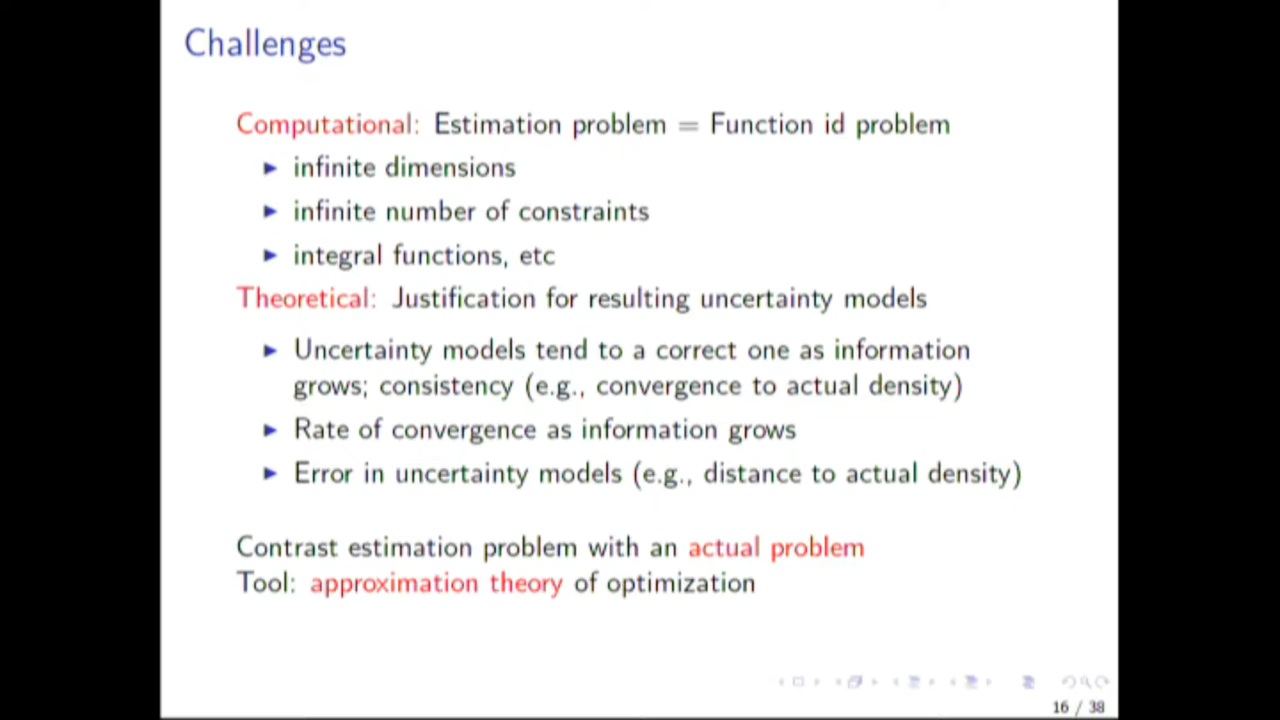 Challenges
Computational: Estimation problem = Function id problem
▶ infinite dimensions
▶ infinite number of constraints
▶ integral functions, etc
Theoretical: Justification for resulting uncertainty models
▶ Uncertainty models tend to a correct one as information
grows; consistency (e.g., convergence to actual density)
▶ Rate of convergence as information grows
▶ Error in uncertainty models (e.g., distance to actual density)
Contrast estimation problem with an actual problem
Tool: approximation theory of optimization
16 / 38